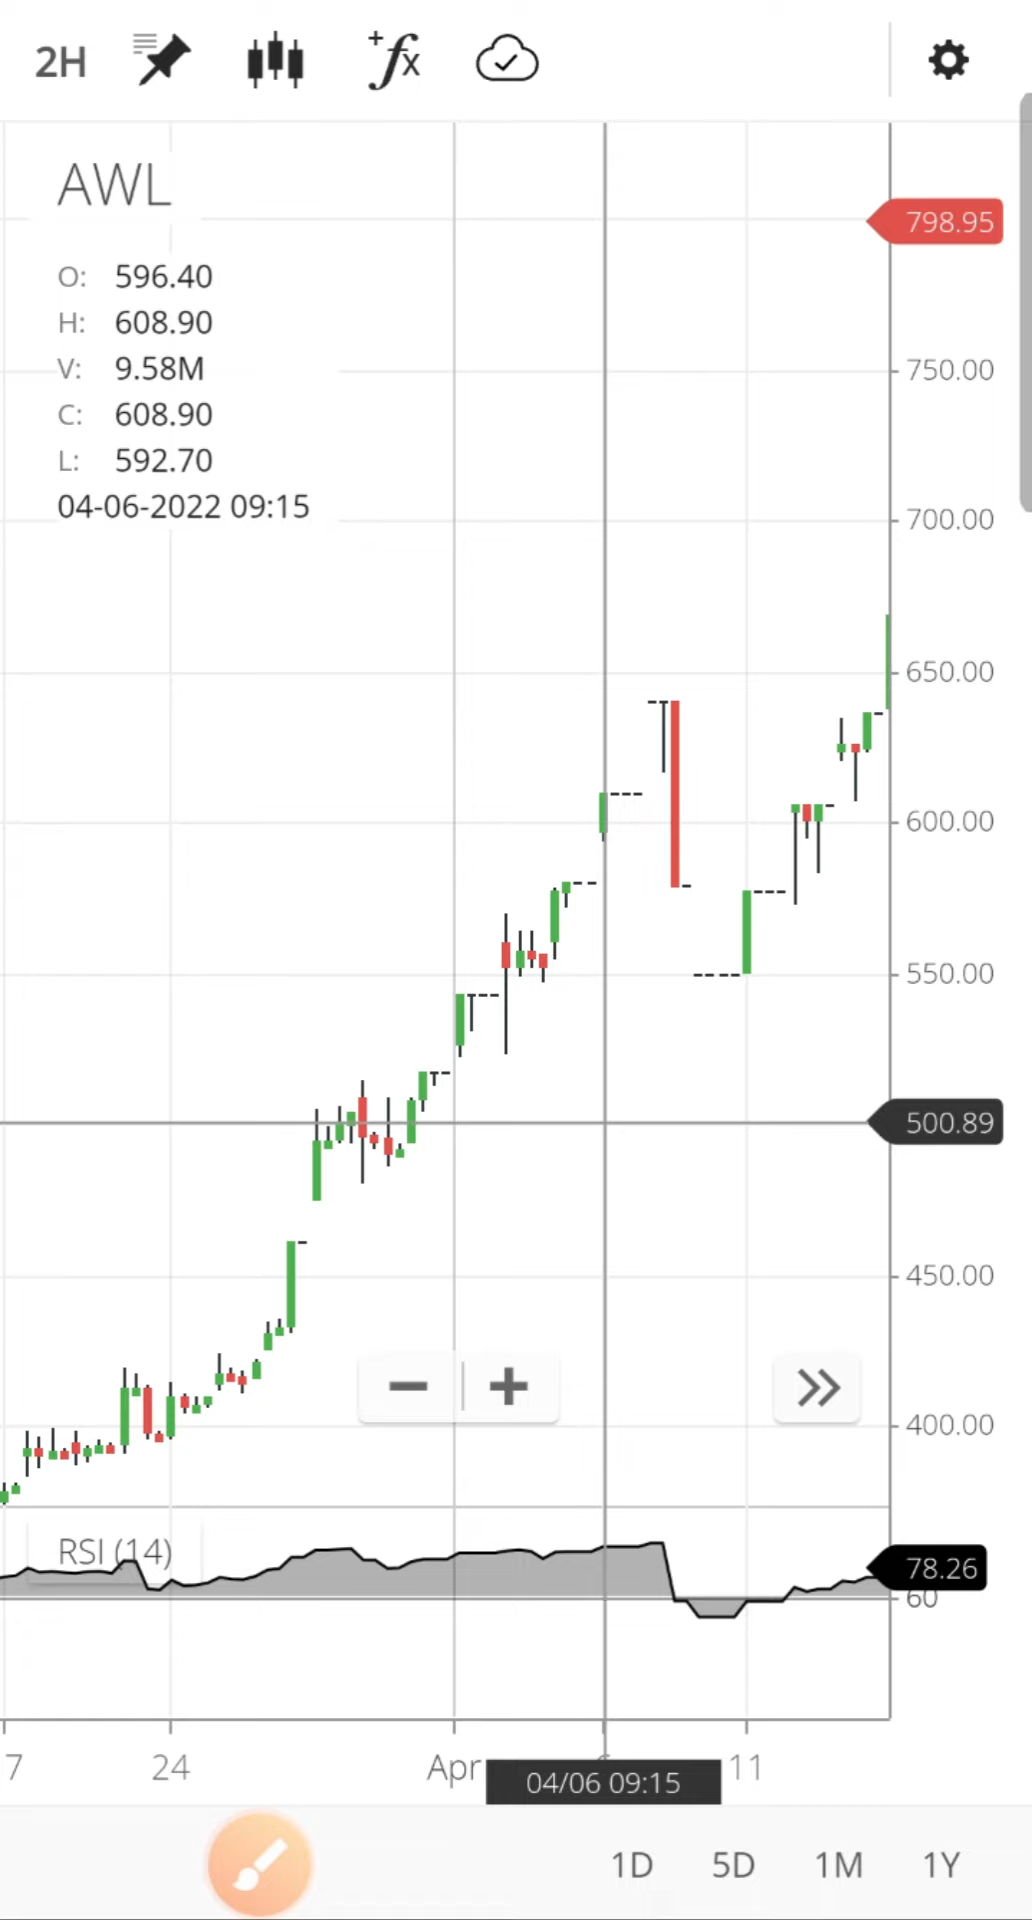 2H
+fx
AWL
O: 596.40
H: 608.90
V: 9.58M
C: 608.90
L: 592.70
04-06-2022 09:15
798.95
750.00
700.00
650.00
600.00
550.00
500.89
450.00
400.00
RSI (14)
78.26
60
7 24 Apr 11
04/06 09:15
1D 5D 1M 1Y